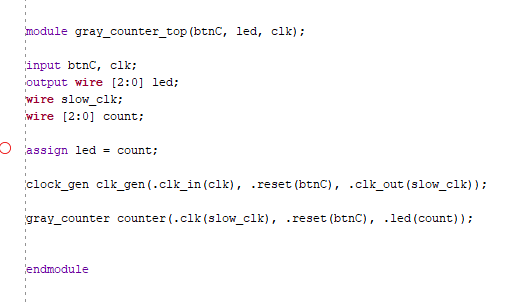 module gray_counter_top(btnC, led, clk);
input btnC, clk;
output wire [2:0] led;
wire slow_clk;
wire [2:0] count;
assign led = count;
clock_gen clk_gen(.clk_in(clk), .reset(btnC), .clk_out(slow_clk));
gray_counter counter(.clk(slow_clk), .reset(btnC), .led(count));
endmodule